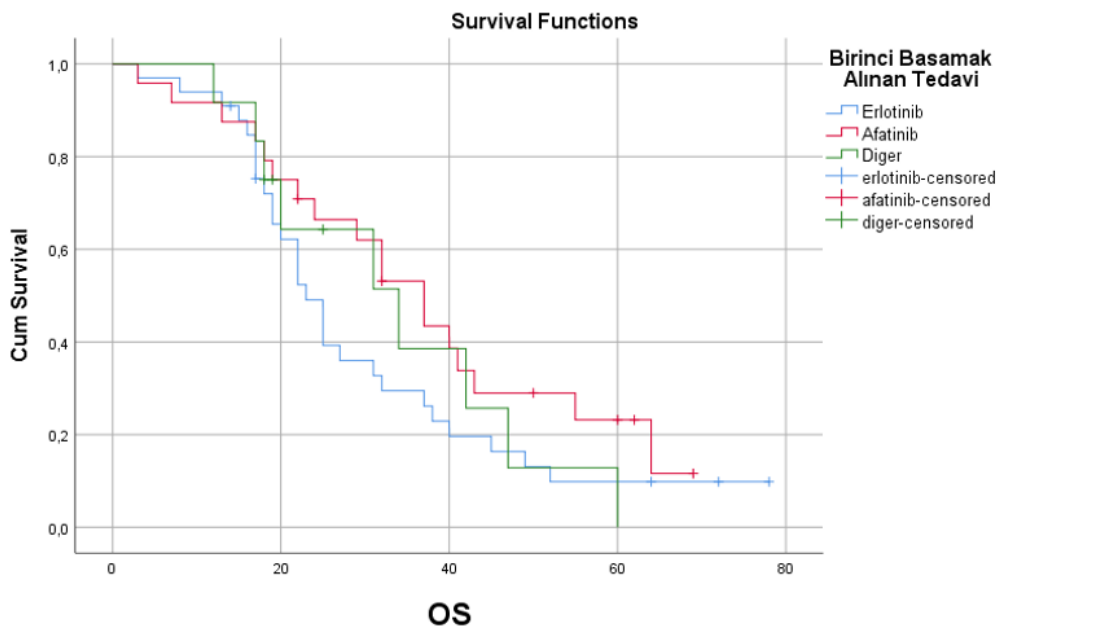 Survival Functions
Birinci Basamak
Alınan Tedavi
Erlotinib
Afatinib
Diger
erlotinib-censored
afatinib-censored
diger-censored
Cum Survival
1,0
0,8
0,6
0,4
0,2
0,0
0 20 40 60 80
OS